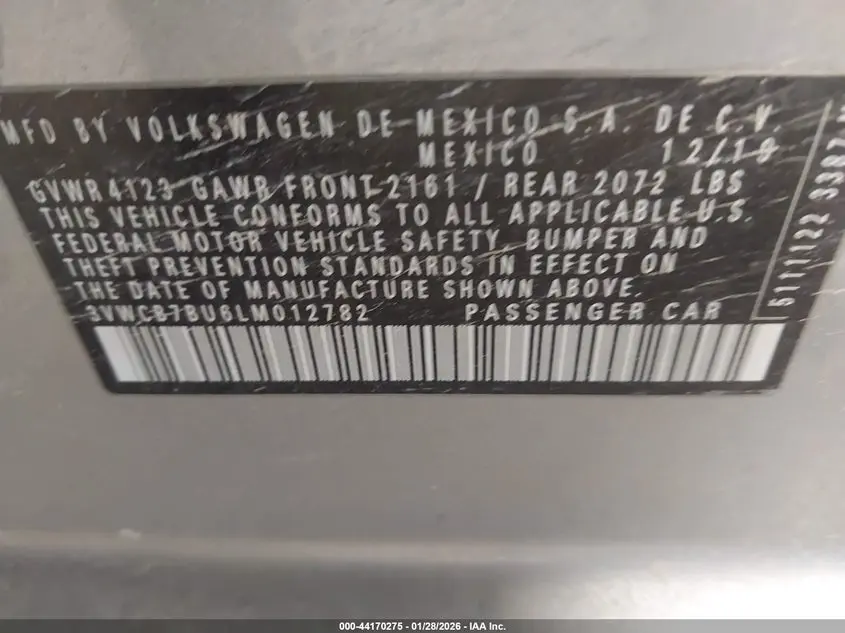 MFD BY VOLKSWAGEN DE MEXICO S.A. DE C.V.
MEXICO 12/19
GVWR 4123 GAWR FRONT 2161 / REAR 2072 LBS
THIS VEHICLE CONFORMS TO ALL APPLICABLE U.S.
FEDERAL MOTOR VEHICLE SAFETY, BUMPER AND
THEFT PREVENTION STANDARDS IN EFFECT ON
THE DATE OF MANUFACTURE SHOWN ABOVE.
3VWCB7BU6LM012782 PASSENGER CAR
5111122
000-44170275 - 01/28/2026 - IAA Inc.